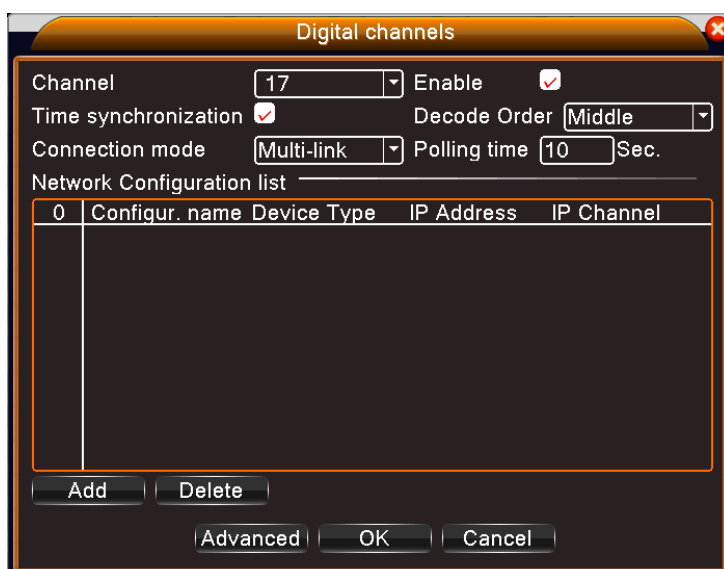 Digital channels
Channel 17 Enable
Time synchronization Decode Order Middle
Connection mode Multi-link Polling time 10 Sec.
Network Configuration list
0 Configur. name Device Type IP Address IP Channel
Add Delete
Advanced OK Cancel